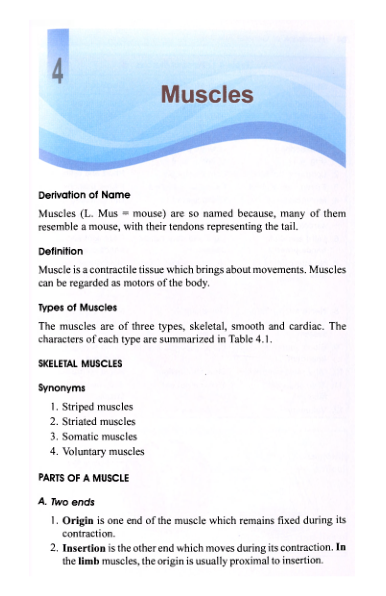 4
Muscles
Derivation of Name
Muscles (L. Mus = mouse) are so named because, many of them
resemble a mouse, with their tendons representing the tail.
Definition
Muscle is a contractile tissue which brings about movements. Muscles
can be regarded as motors of the body.
Types of Muscles
The muscles are of three types, skeletal, smooth and cardiac. The
characters of each type are summarized in Table 4.1.
SKELETAL MUSCLES
Synonyms
1. Striped muscles
2. Striated muscles
3. Somatic muscles
4. Voluntary muscles
PARTS OF A MUSCLE
A. Two ends
1. Origin is one end of the muscle which remains fixed during its
contraction.
2. Insertion is the other end which moves during its contraction. In
the limb muscles, the origin is usually proximal to insertion.